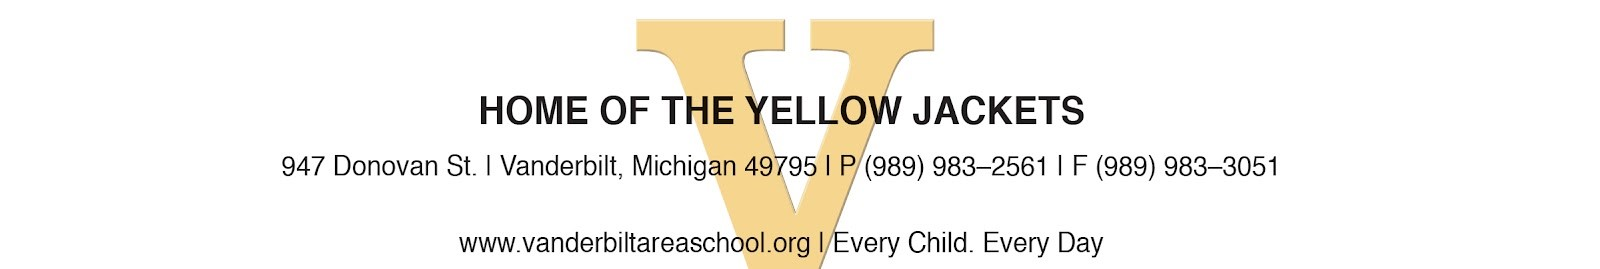 V
HOME OF THE YELLOW JACKETS
947 Donovan St. | Vanderbilt, Michigan 49795 | P (989) 983–2561 | F (989) 983–3051
www.vanderbiltareaschool.org | Every Child. Every Day